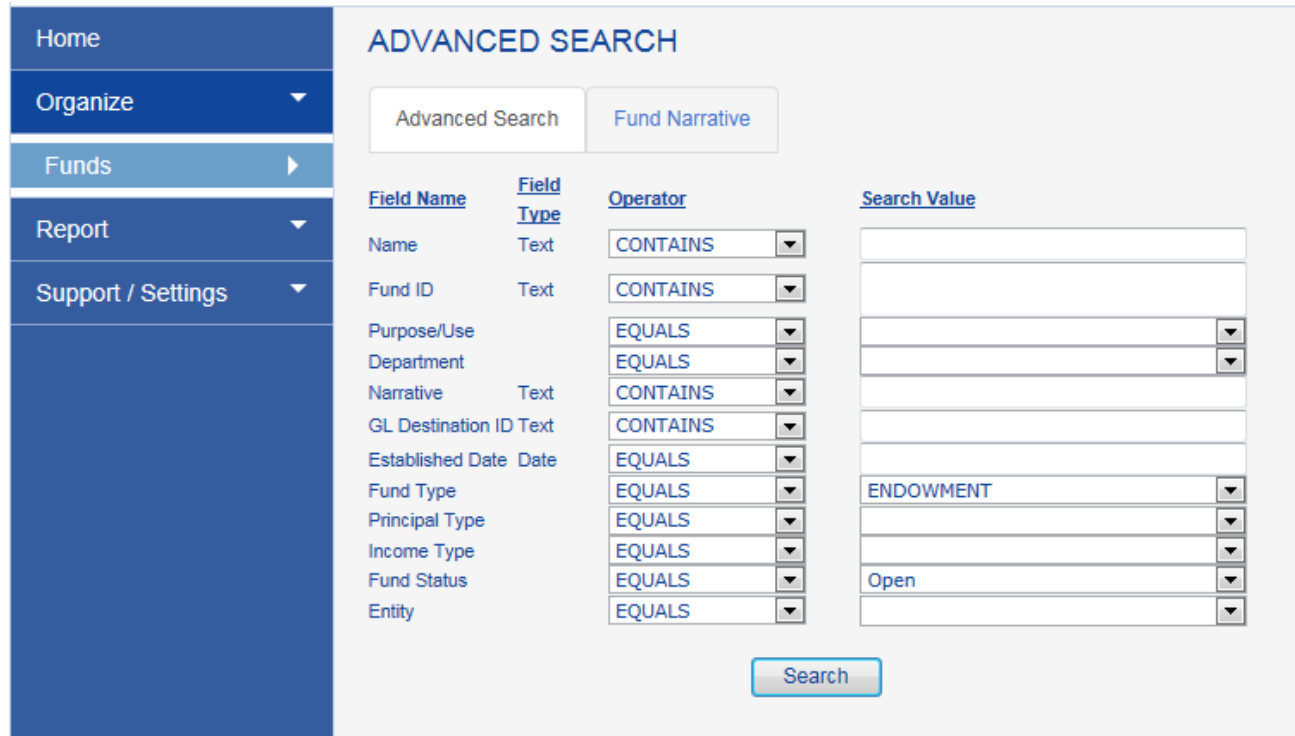 Home
Organize
Funds
Report
Support / Settings
ADVANCED SEARCH
Advanced Search Fund Narrative
Field Name Field Type Operator Search Value
Name Text CONTAINS
Fund ID Text CONTAINS
Purpose/Use EQUALS
Department EQUALS
Narrative Text CONTAINS
GL Destination ID Text CONTAINS
Established Date Date EQUALS
Fund Type EQUALS ENDOWMENT
Principal Type EQUALS
Income Type EQUALS
Fund Status EQUALS Open
Entity EQUALS
Search